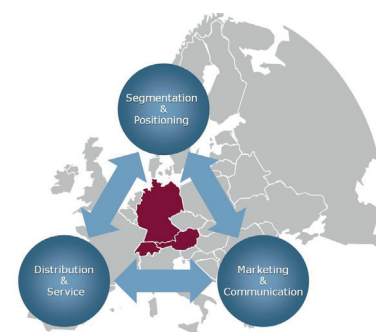 Segmentation
&
Positioning
Distribution
&
Service
Marketing
&
Communication